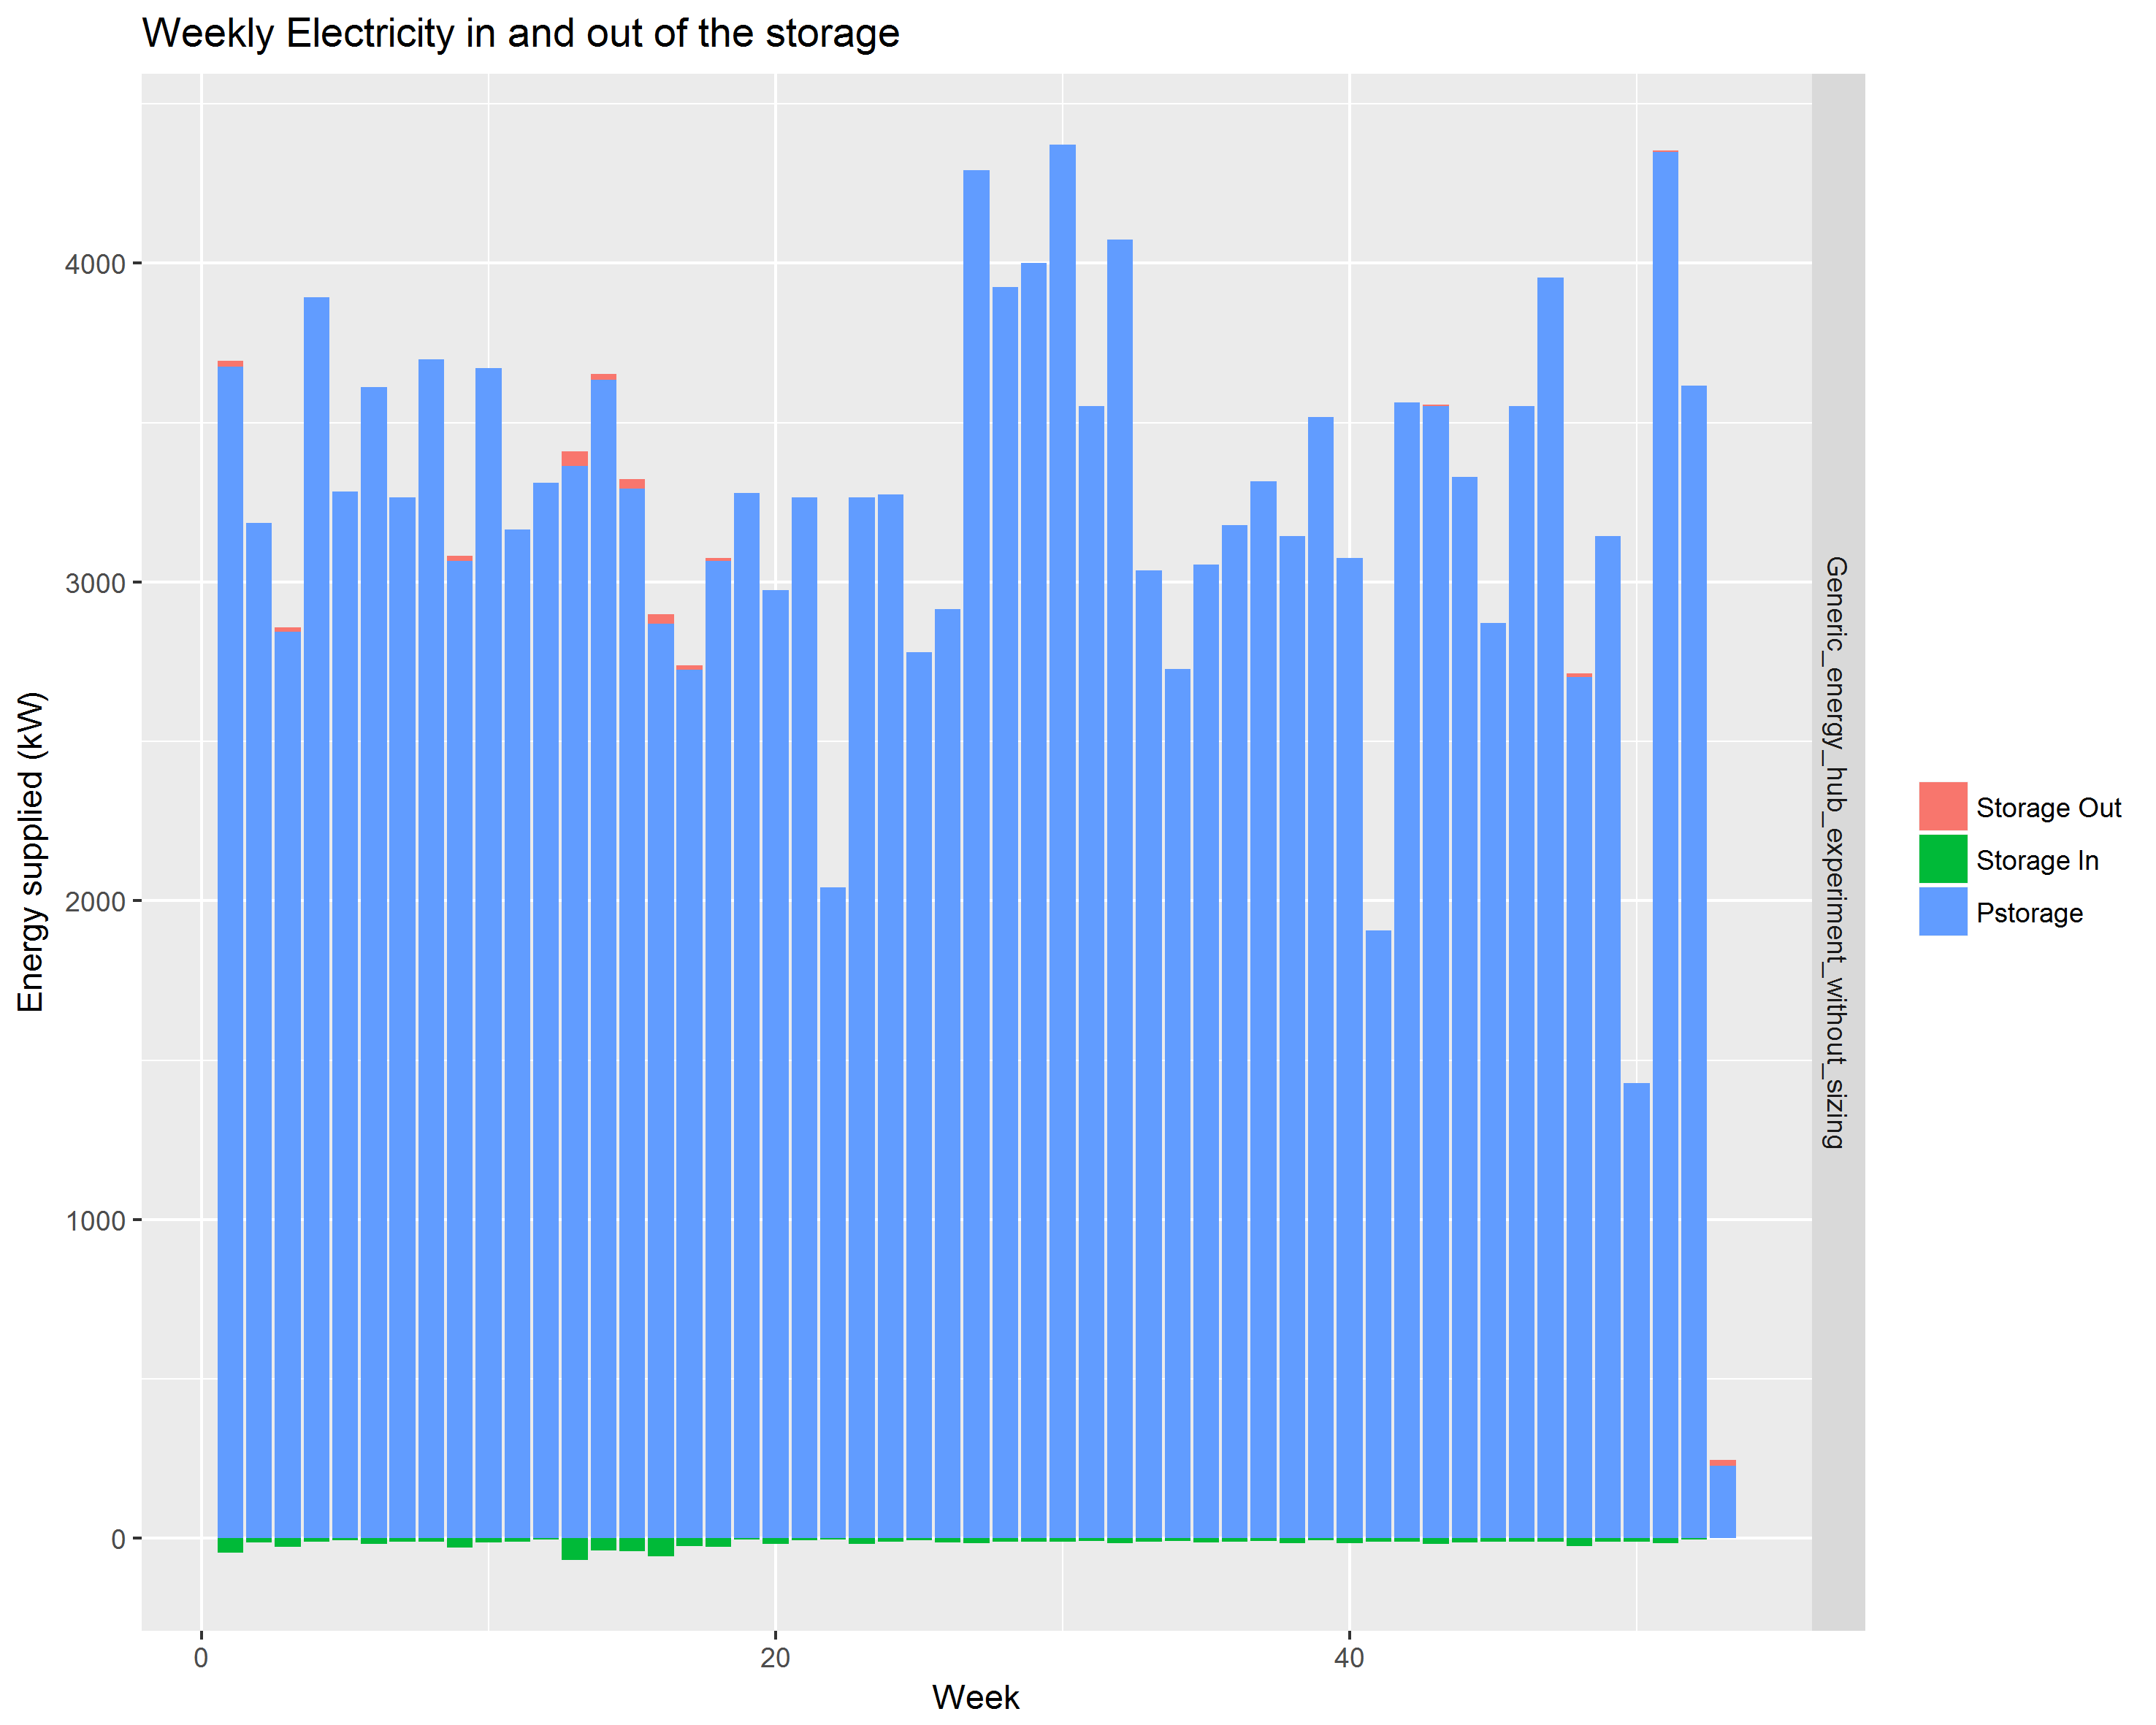 Weekly Electricity in and out of the storage
Energy supplied (kW)
4000
3000
2000
1000
0
0
20
40
Week
Generic_energy_hub_experiment_without_sizing
Storage Out
Storage In
Pstorage